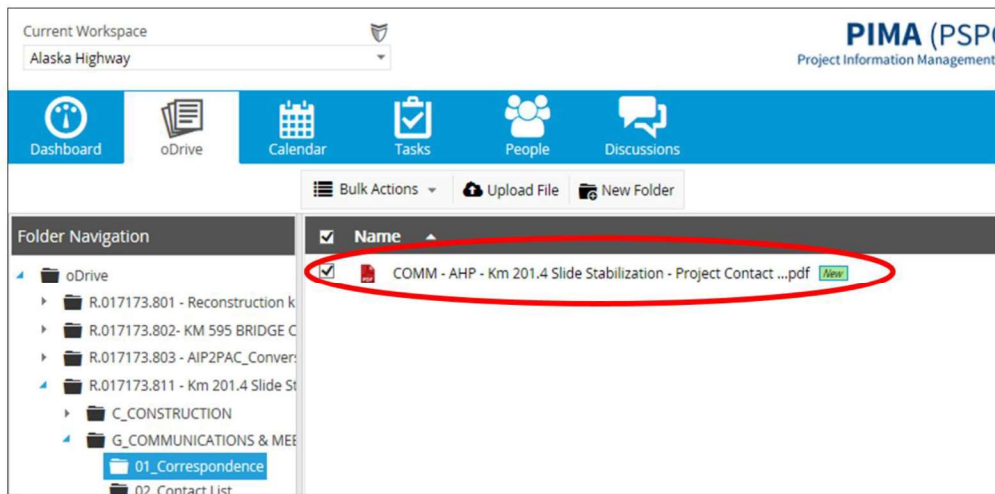 Current Workspace
Alaska Highway
PIMA (PSPC
Project Information Management
Dashboard
oDrive
Calendar
Tasks
People
Discussions
Bulk Actions
Upload File
New Folder
Folder Navigation
Name
oDrive
COMM - AHP - Km 201.4 Slide Stabilization - Project Contact ...pdf New
R.017173.801 - Reconstruction k
R.017173.802- KM 595 BRIDGE C
R.017173.803 - AIP2PAC_Convers
R.017173.811 - Km 201.4 Slide St
C_CONSTRUCTION
G_COMMUNICATIONS & MEE
01_Correspondence
02_Contact List